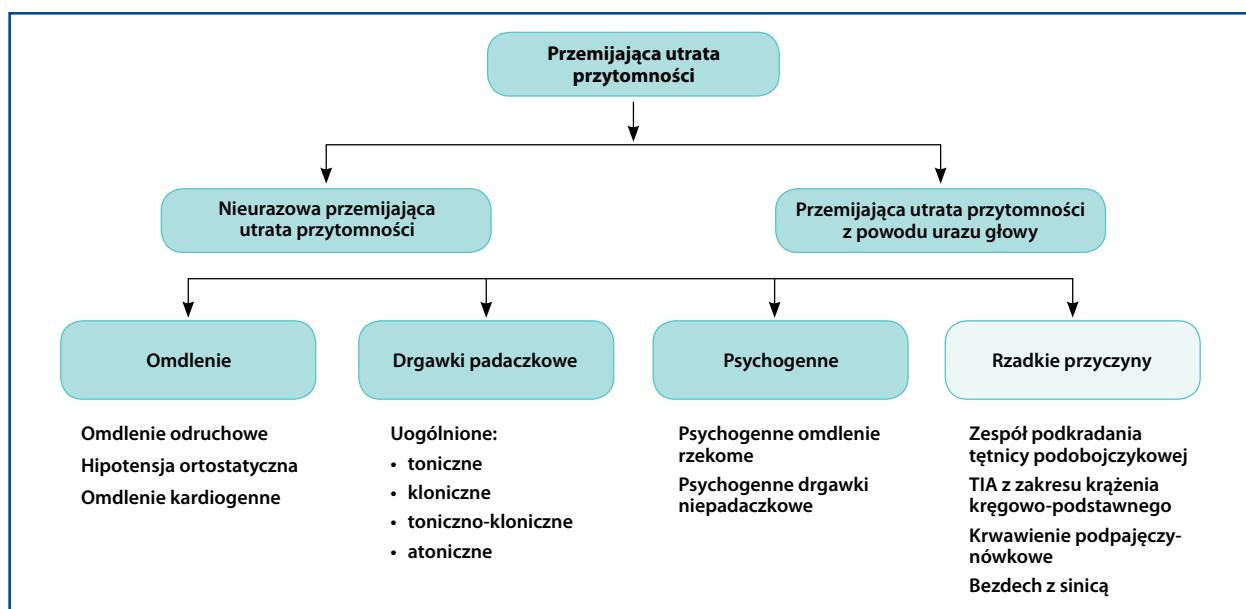 Przemijająca utrata
przytomności
Nieurazowa przemijająca
utrata przytomności
Przemijająca utrata przytomności
z powodu urazu głowy
Omdlenie
Drgawki padaczkowe
Psychogenne
Rzadkie przyczyny
Omdlenie odruchowe
Hipotensja ortostatyczna
Omdlenie kardiogenne
Uogólnione:
• toniczne
• kloniczne
• toniczno-kloniczne
• atoniczne
Psychogenne omdlenie
rzekome
Psychogenne drgawki
niepadaczkowe
Zespół podkradania
tętnicy podobojczykowej
TIA z zakresu krążenia
kręgowo-podstawnego
Krwawienie podpajęczy-
nówkowe
Bezdech z sinicą